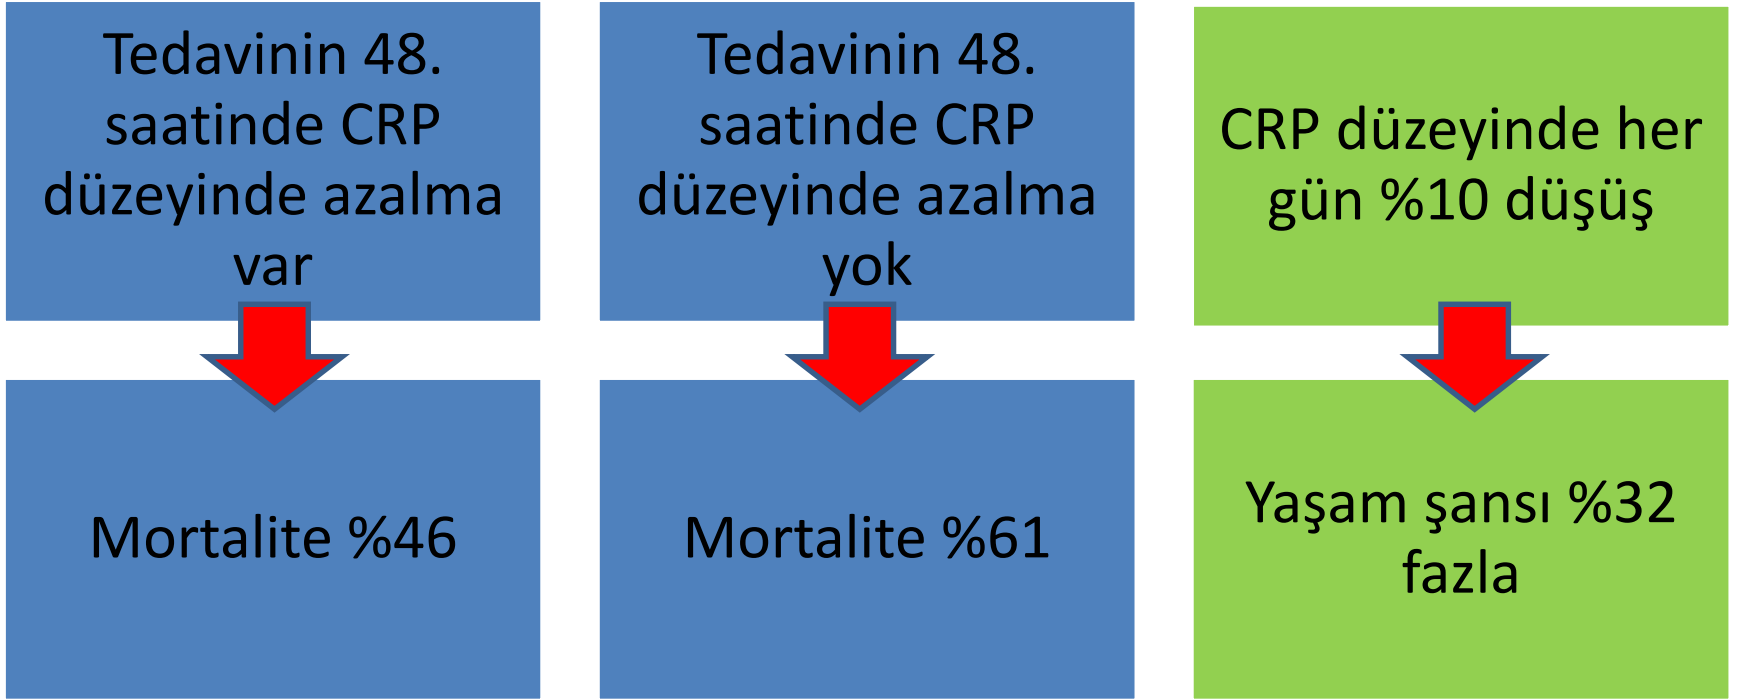 Tedavinin 48.
saatinde CRP
düzeyinde azalma
var
Mortalite %46
Tedavinin 48.
saatinde CRP
düzeyinde azalma
yok
Mortalite %61
CRP düzeyinde her
gün %10 düşüş
Yaşam şansı %32
fazla